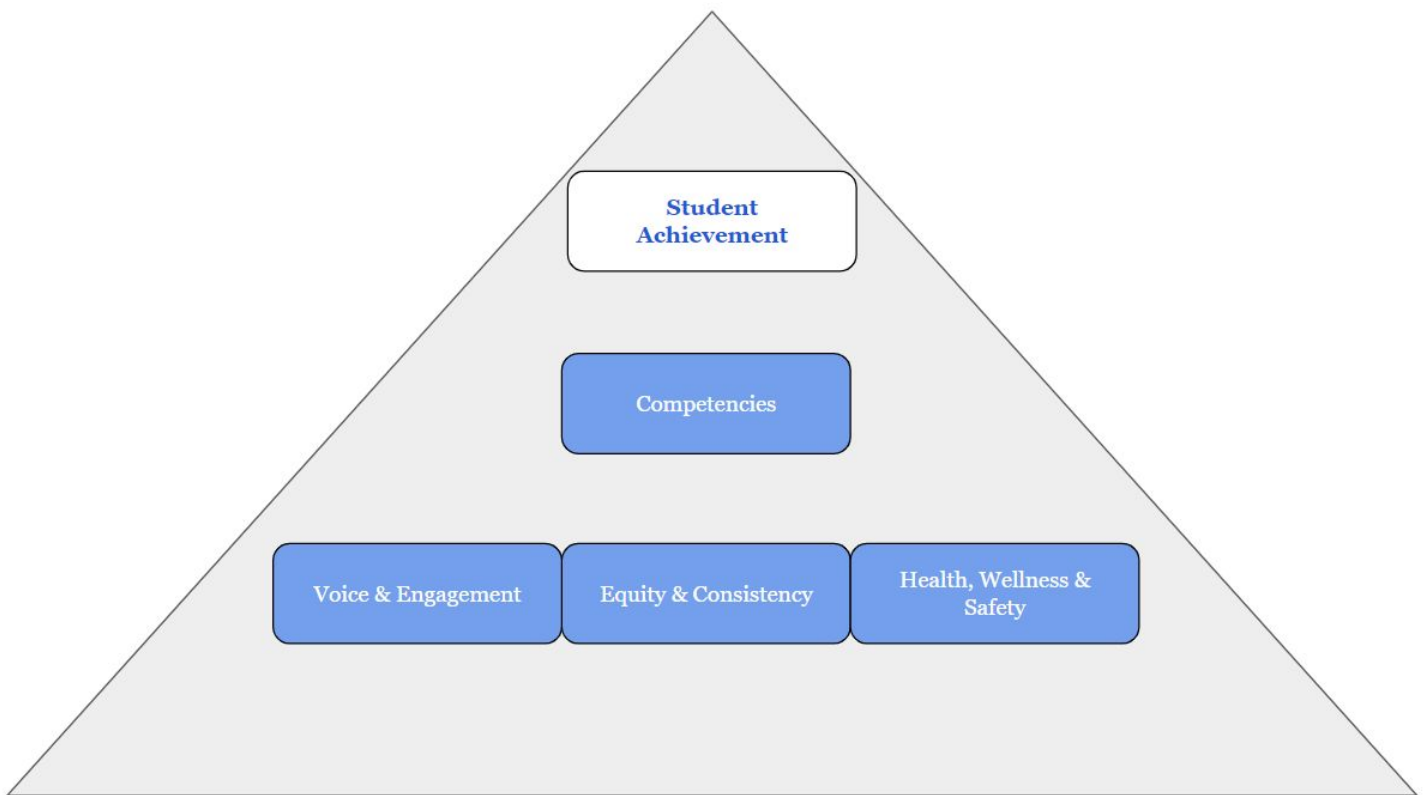 Student
Achievement
Competencies
Voice & Engagement
Equity & Consistency
Health, Wellness &
Safety